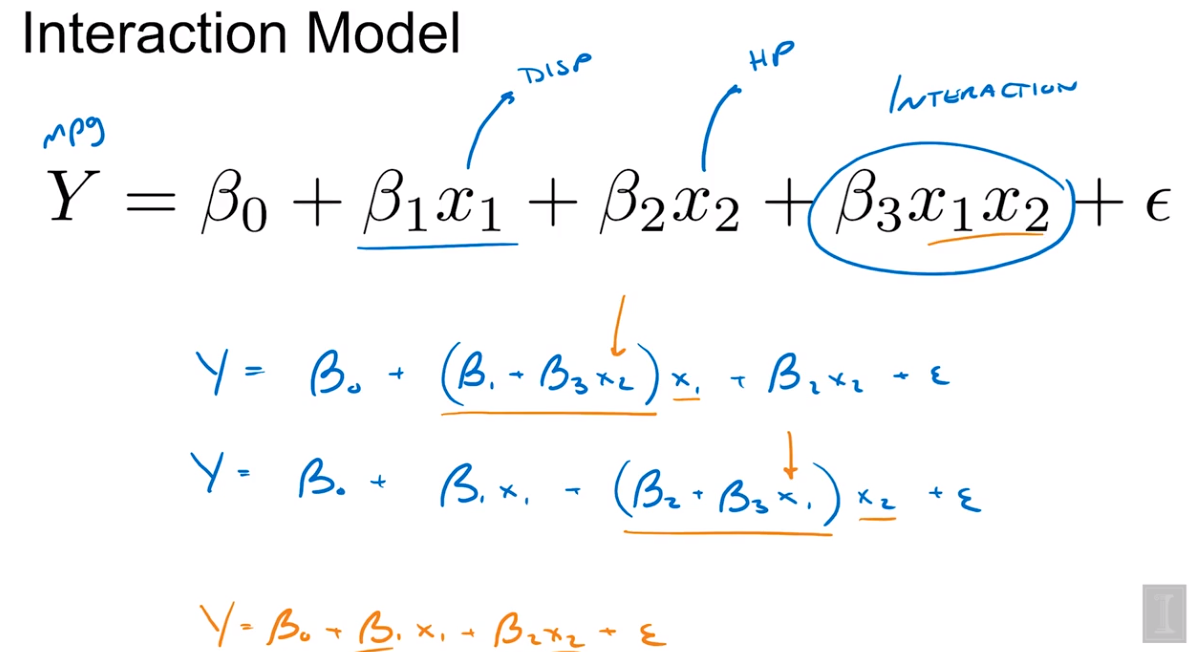 Interaction Model
DISP
HP
INTERACTION
mpg
Y = β₀ + β₁x₁ + β₂x₂ + β₃x₁x₂ + ϵ
Y = β₀ + (β₁ + β₃x₂) x₁ + β₂x₂ + ε
Y = β₀ + β₁x₁ + (β₂ + β₃x₁) x₂ + ε
Y = β₀ + β₁x₁ + β₂x₂ + ε
I